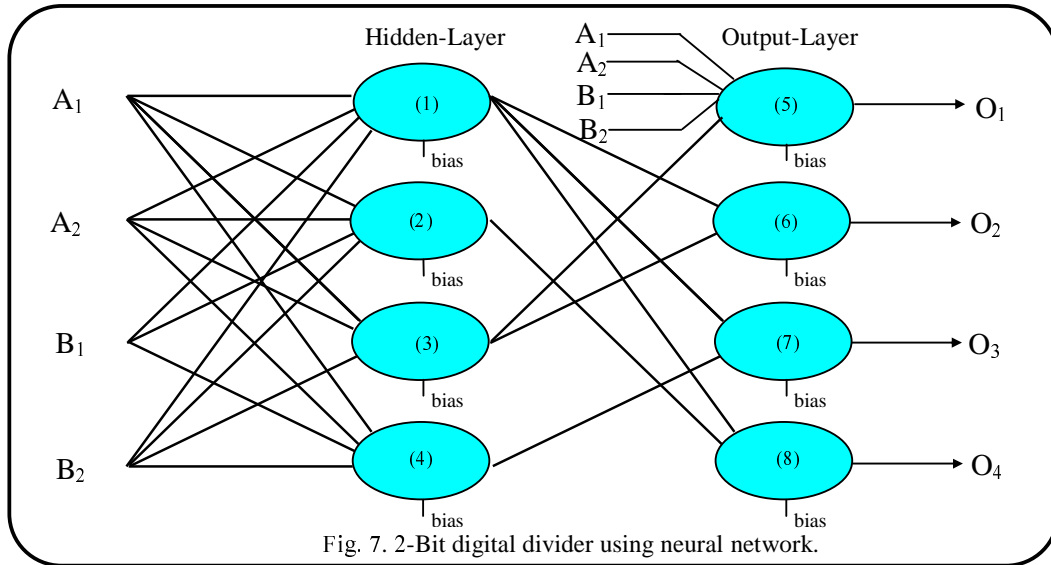 Hidden-Layer
Output-Layer
A₁
A₂
B₁
B₂
A₁
A₂
B₁
B₂
(1)
bias
(2)
bias
(3)
bias
(4)
bias
(5)
bias
(6)
bias
(7)
bias
(8)
bias
O₁
O₂
O₃
O₄
Fig. 7. 2-Bit digital divider using neural network.